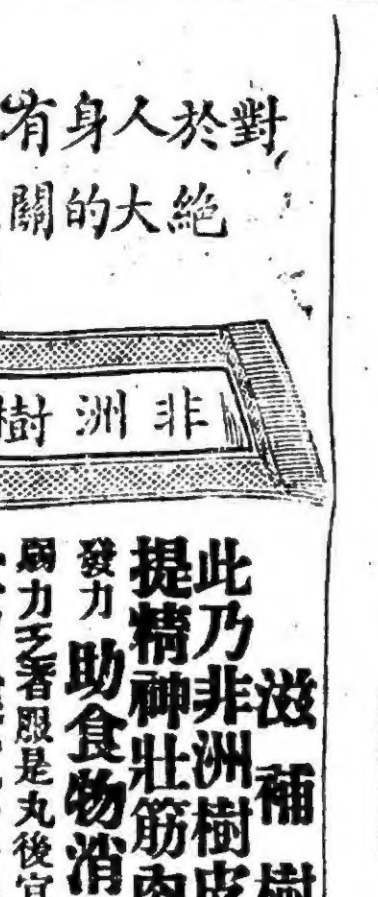 對於人身有
絕大的關
非洲樹
滋補樹
此乃非洲樹皮
提精神壯筋肉
發力助食物消
弱力乏者服是丸後宜